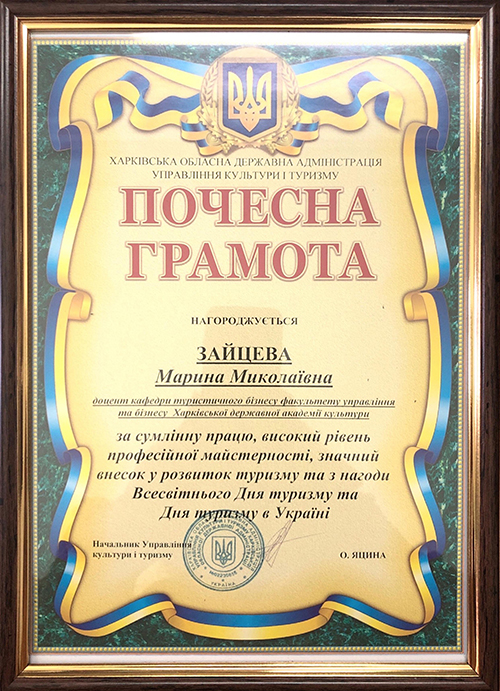 ХАРКІВСЬКА ОБЛАСНА ДЕРЖАВНА АДМІНІСТРАЦІЯ
УПРАВЛІННЯ КУЛЬТУРИ І ТУРИЗМУ
ПОЧЕСНА
ГРАМОТА
НАГОРОДЖУЄТЬСЯ
ЗАЙЦЕВА
Марина Миколаївна
доцент кафедри туристичного бізнесу факультету управління
та бізнесу Харківської державної академії культури
за сумлінну працю, високий рівень
професійної майстерності, значний
внесок у розвиток туризму та з нагоди
Всесвітнього Дня туризму та
Дня туризму в Україні
Начальник Управління
культури і туризму
О. ЯЦИНА
УКРАЇНА